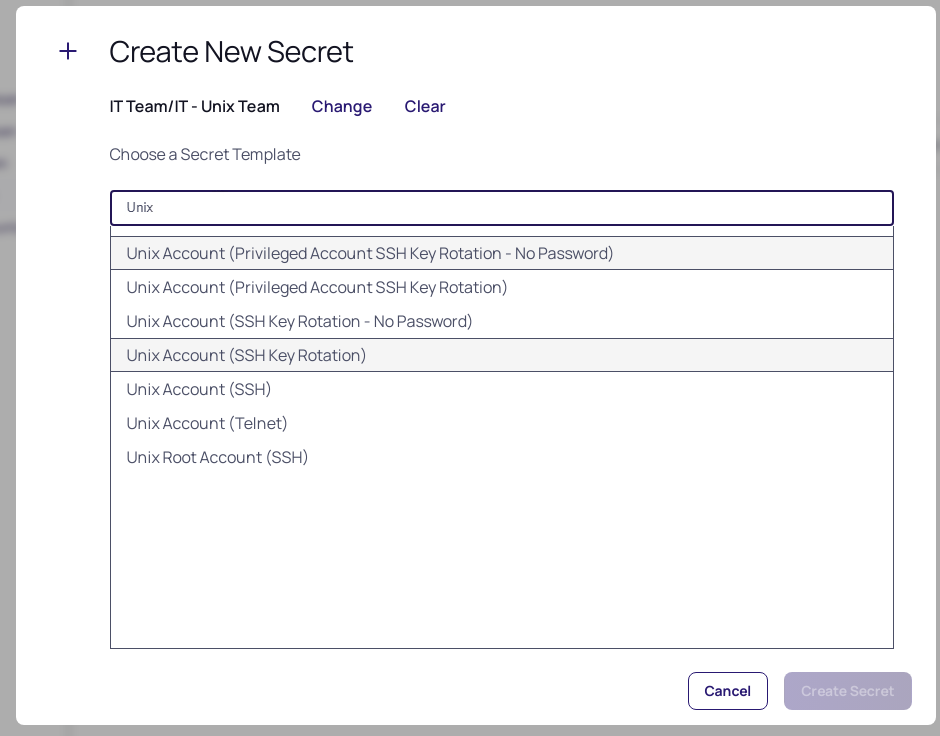 Create New Secret
IT Team/IT - Unix Team Change Clear
Choose a Secret Template
Unix
Unix Account (Privileged Account SSH Key Rotation - No Password)
Unix Account (Privileged Account SSH Key Rotation)
Unix Account (SSH Key Rotation - No Password)
Unix Account (SSH Key Rotation)
Unix Account (SSH)
Unix Account (Telnet)
Unix Root Account (SSH)
Cancel Create Secret